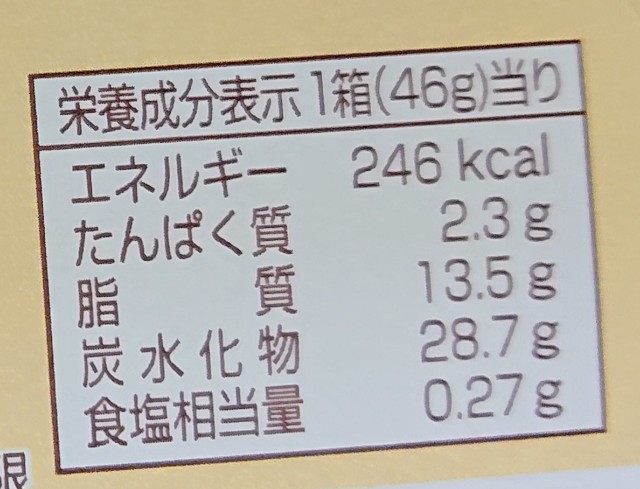 栄養成分表示 1箱(46g)当り
エネルギー 246 kcal
たんぱく質 2.3 g
脂質 13.5 g
炭水化物 28.7 g
食塩相当量 0.27 g
限